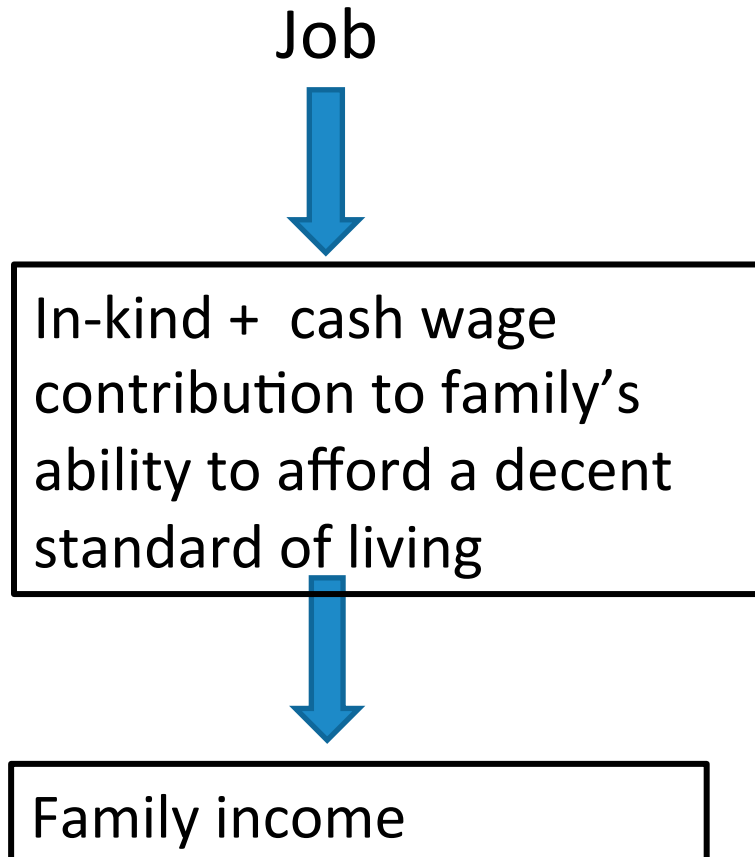 Job
In-kind +  cash wage
contribution to family’s
ability to afford a decent
standard of living
Family income